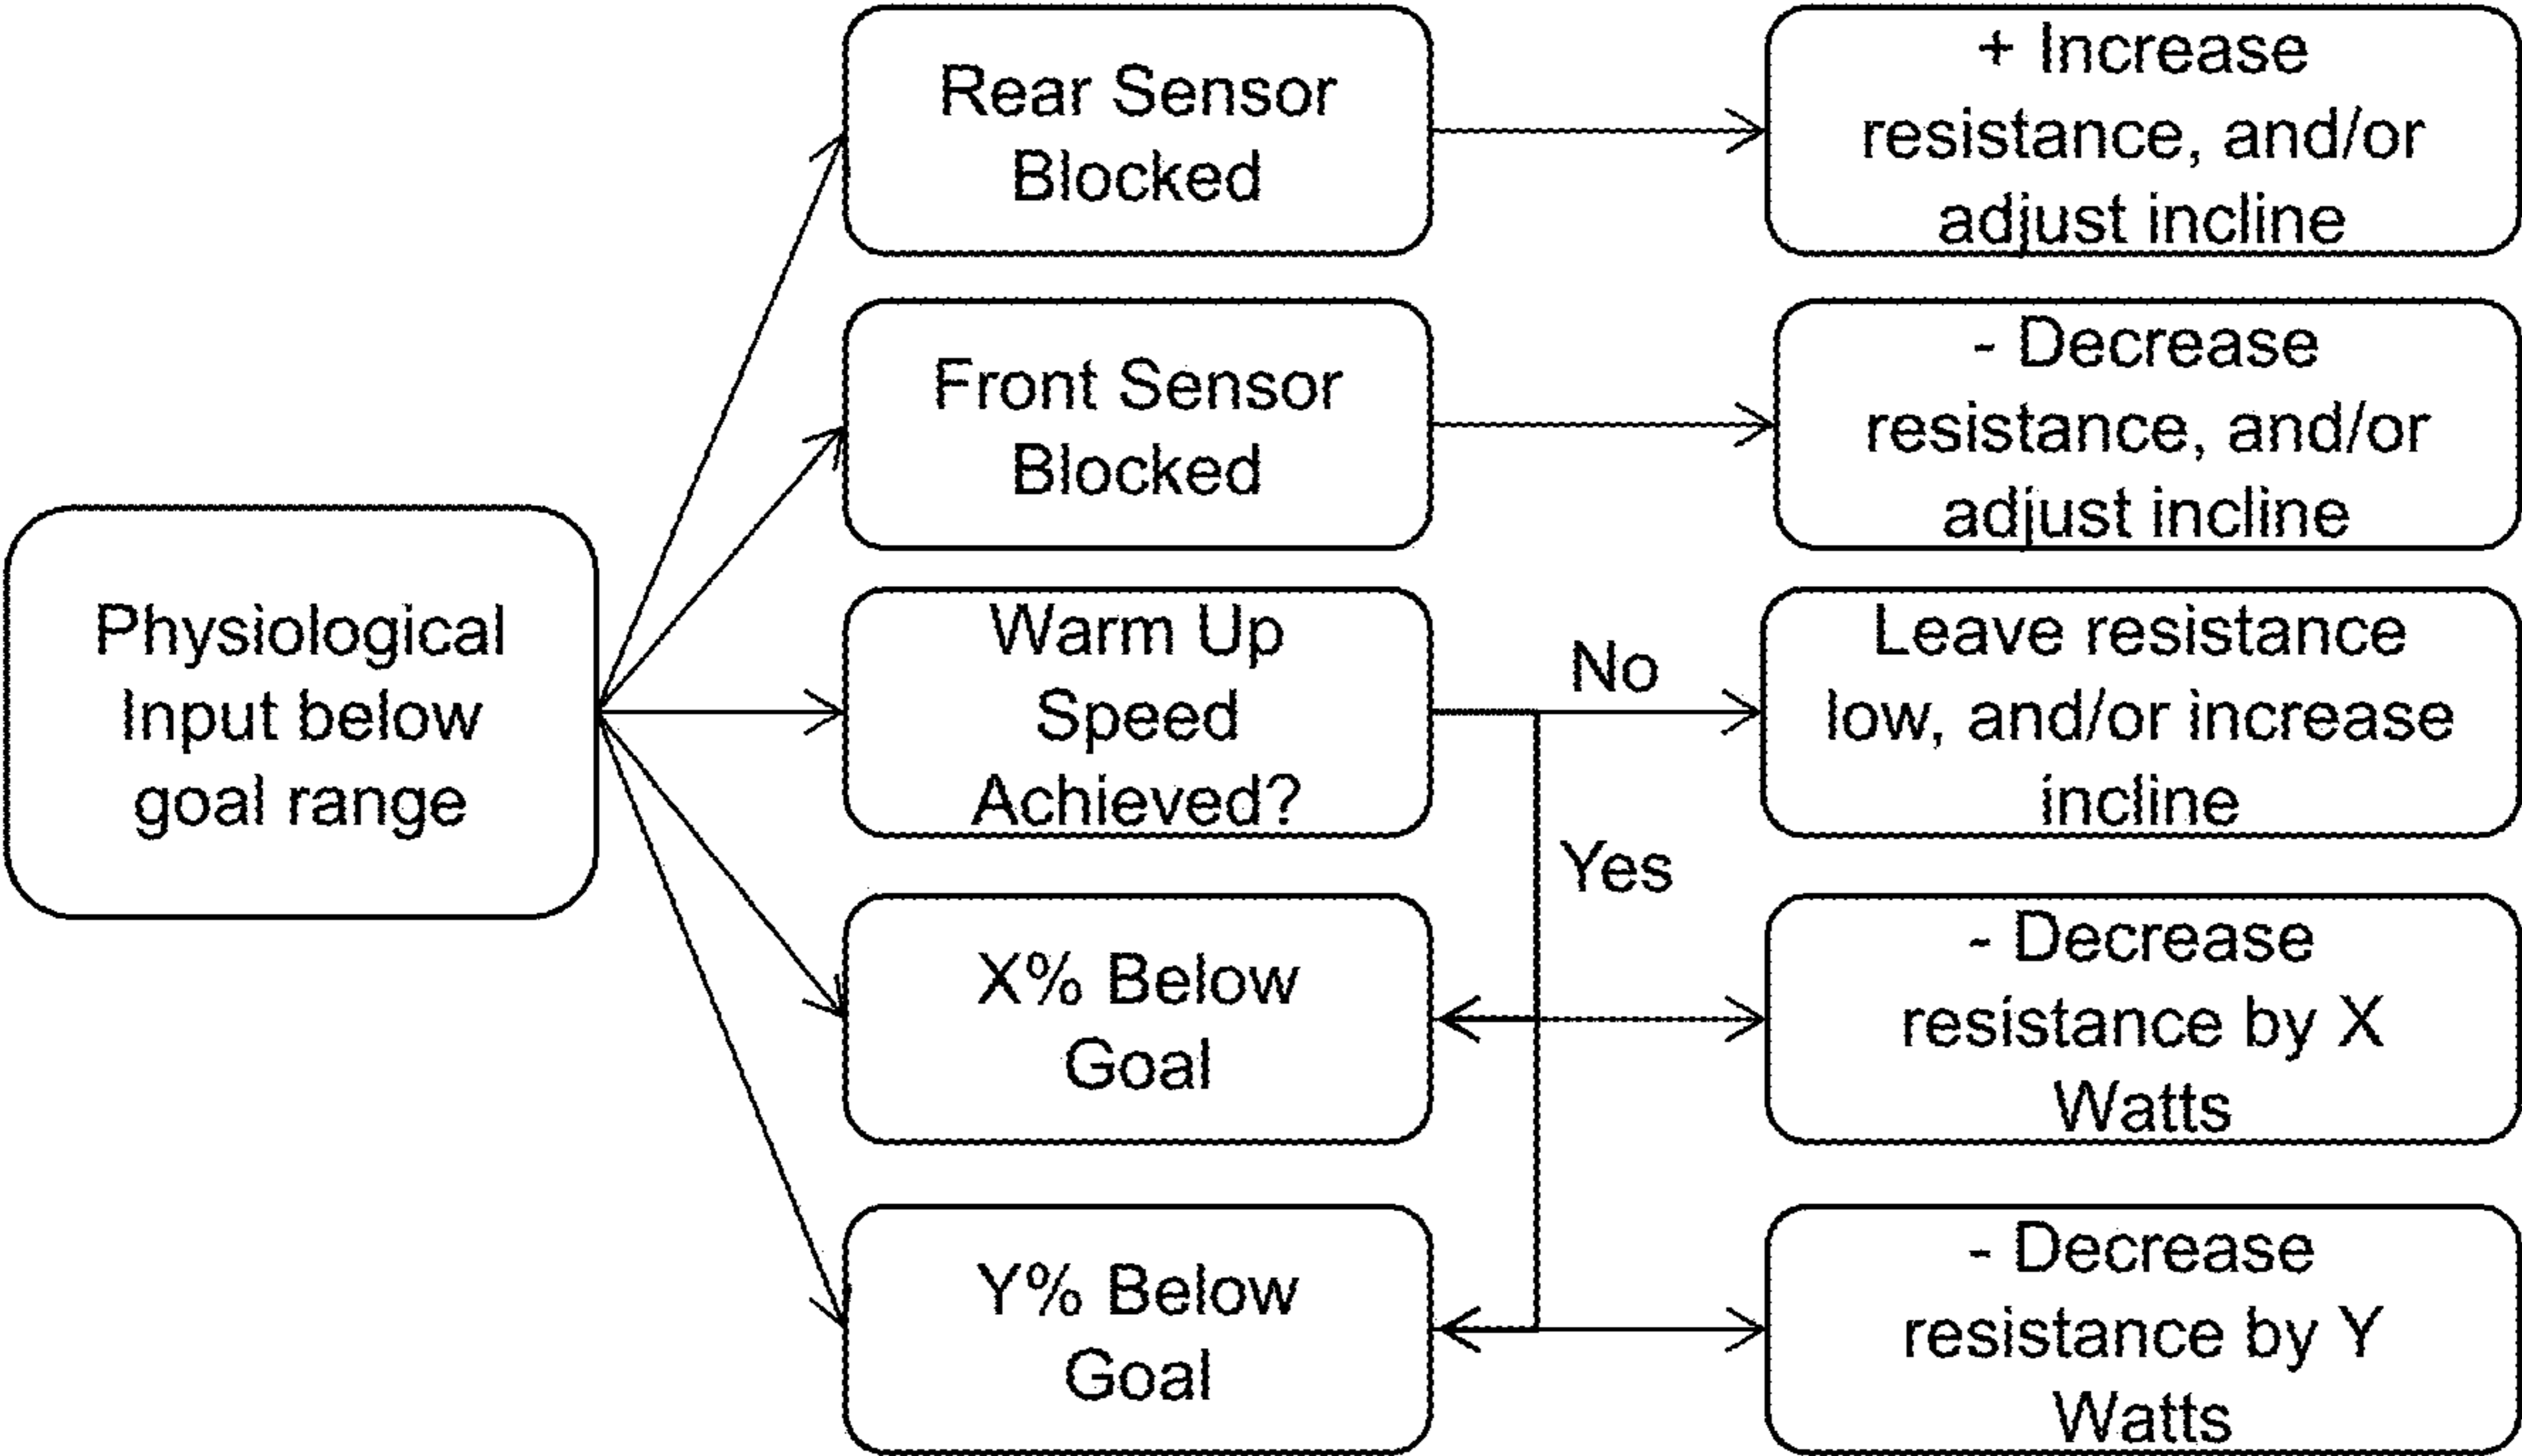 Rear Sensor
Blocked
+ Increase
resistance, and/or
adjust incline
Front Sensor
Blocked
- Decrease
resistance, and/or
adjust incline
Physiological
Input below
goal range
Warm Up
Speed
Achieved?
No
Leave resistance
low, and/or increase
incline
Yes
X% Below
Goal
- Decrease
resistance by X
Watts
Y% Below
Goal
- Decrease
resistance by Y
Watts